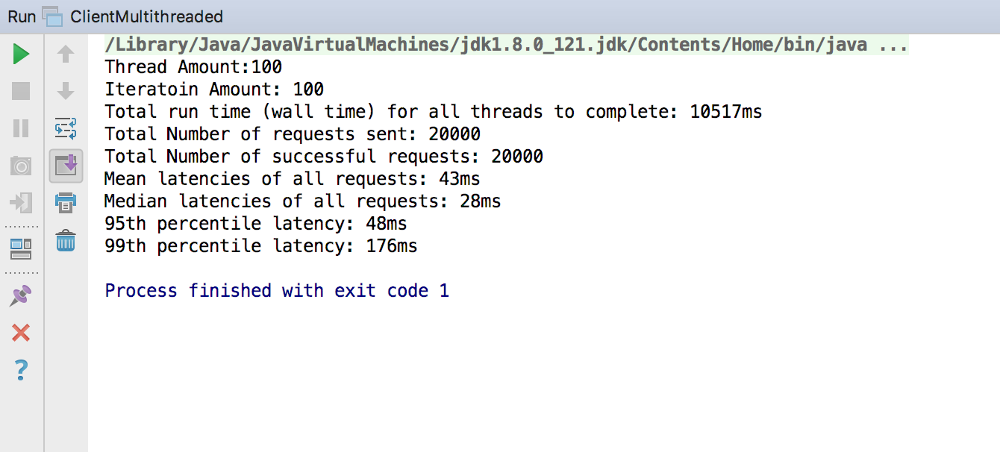 Run ClientMultithreaded
/Library/Java/JavaVirtualMachines/jdk1.8.0_121.jdk/Contents/Home/bin/java ...
Thread Amount:100
Iteratoin Amount: 100
Total run time (wall time) for all threads to complete: 10517ms
Total Number of requests sent: 20000
Total Number of successful requests: 20000
Mean latencies of all requests: 43ms
Median latencies of all requests: 28ms
95th percentile latency: 48ms
99th percentile latency: 176ms
Process finished with exit code 1